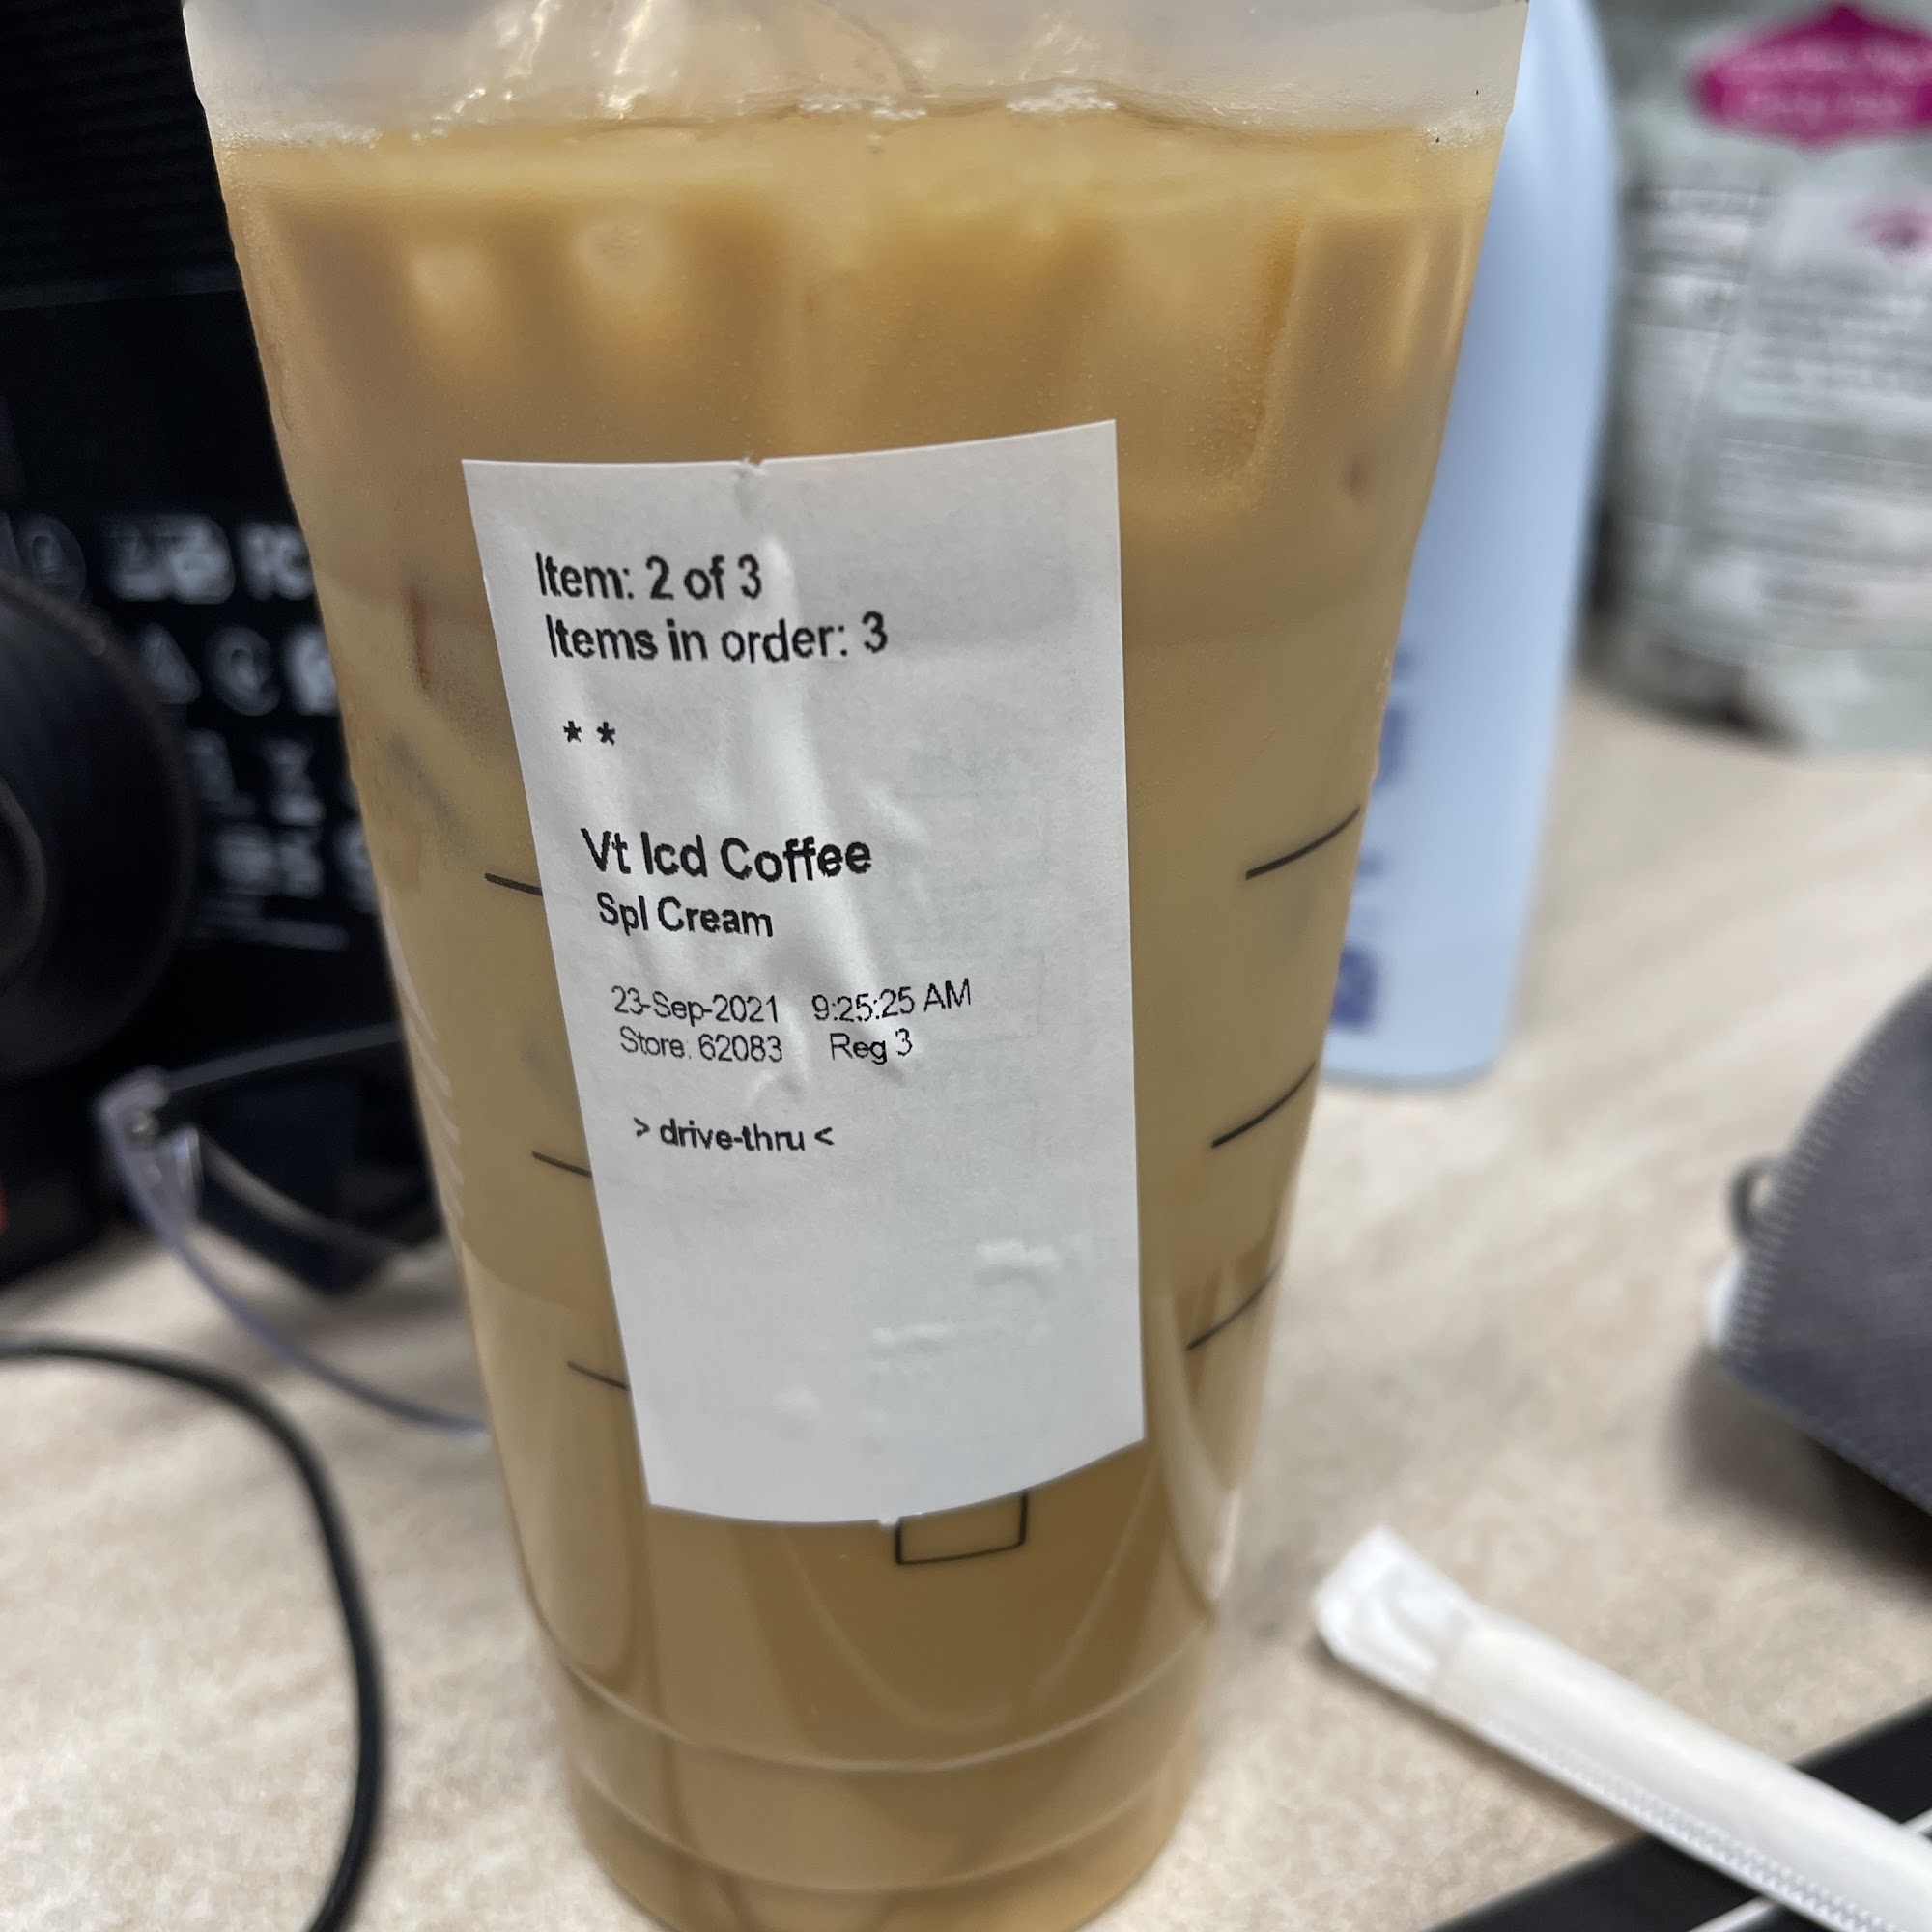 Item: 2 of 3
Items in order: 3
* *
Vt Icd Coffee
Spl Cream
23-Sep-2021 9:25:25 AM
Store: 62083 Reg 3
> drive-thru <